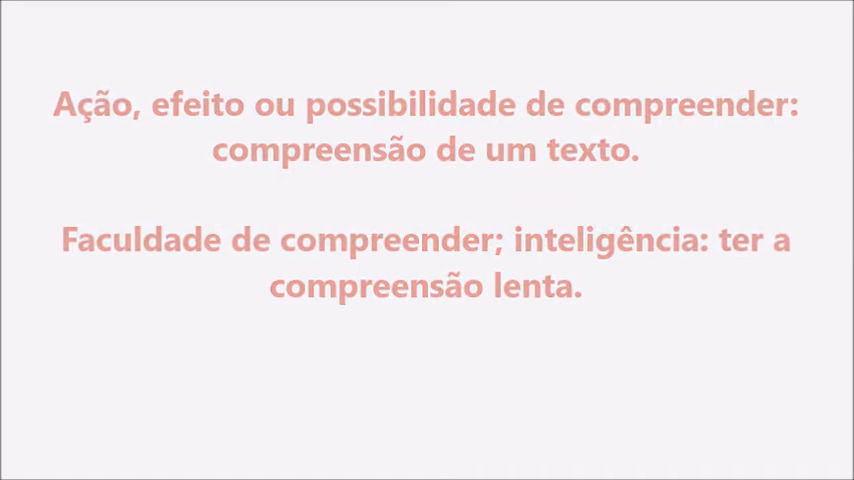 Ação, efeito ou possibilidade de compreender:
compreensão de um texto.
Faculdade de compreender; inteligência: ter a
compreensão lenta.